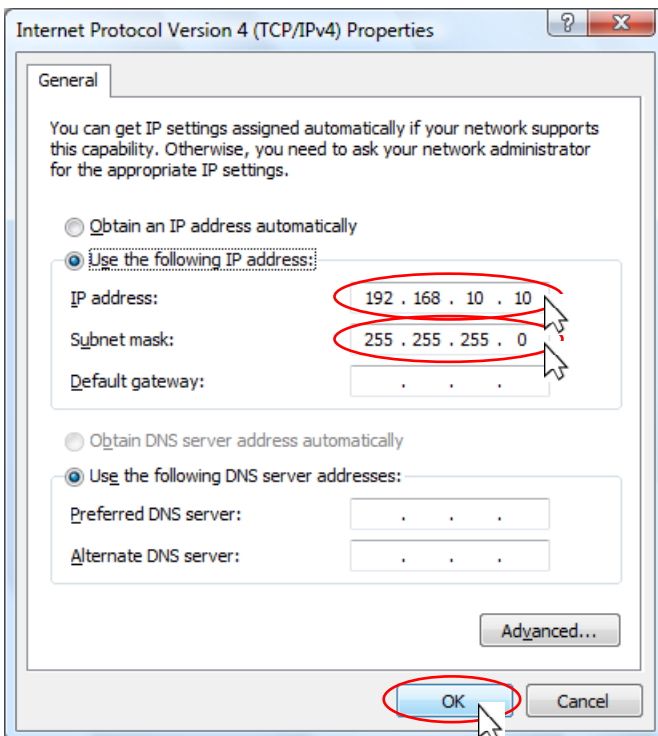 Internet Protocol Version 4 (TCP/IPv4) Properties
General
You can get IP settings assigned automatically if your network supports
this capability. Otherwise, you need to ask your network administrator
for the appropriate IP settings.
Obtain an IP address automatically
Use the following IP address:
IP address: 192 . 168 . 10 . 10
Subnet mask: 255 . 255 . 255 . 0
Default gateway: . . .
Obtain DNS server address automatically
Use the following DNS server addresses:
Preferred DNS server: . . .
Alternate DNS server: . . .
Advanced...
OK Cancel